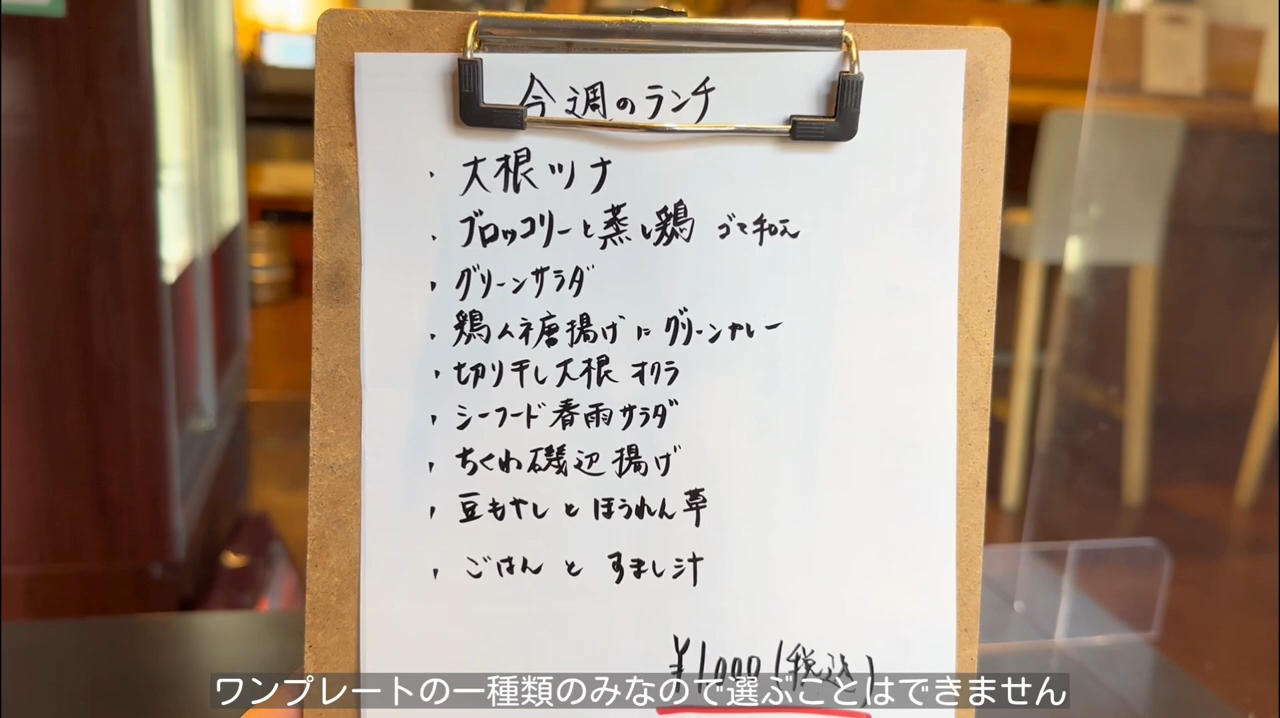 今週のランチ
・大根ツナ
・ブロッコリーと蒸し鶏 ゴマ和え
・グリーンサラダ
・鶏ムネ唐揚げ に グリーンカレー
・切り干し大根 オクラ
・シーフード春雨サラダ
・ちくわ磯辺揚げ
・豆もやしとほうれん草
・ごはんとすまし汁
¥1,000(税込)
ワンプレートの一種類のみなので選ぶことはできません